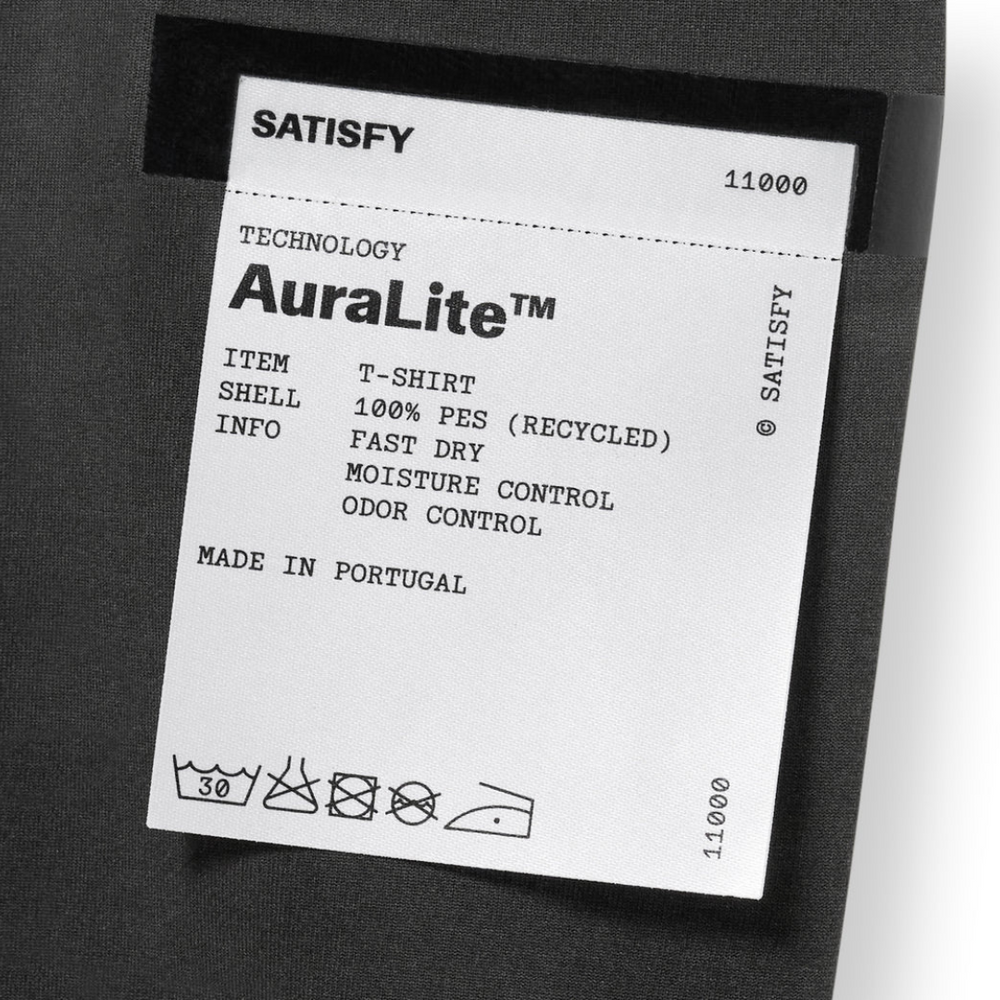 SATISFY
11000
TECHNOLOGY
AuraLite™
ITEM T-SHIRT
SHELL 100% PES (RECYCLED)
INFO FAST DRY
MOISTURE CONTROL
ODOR CONTROL
MADE IN PORTUGAL
© SATISFY
30
11000